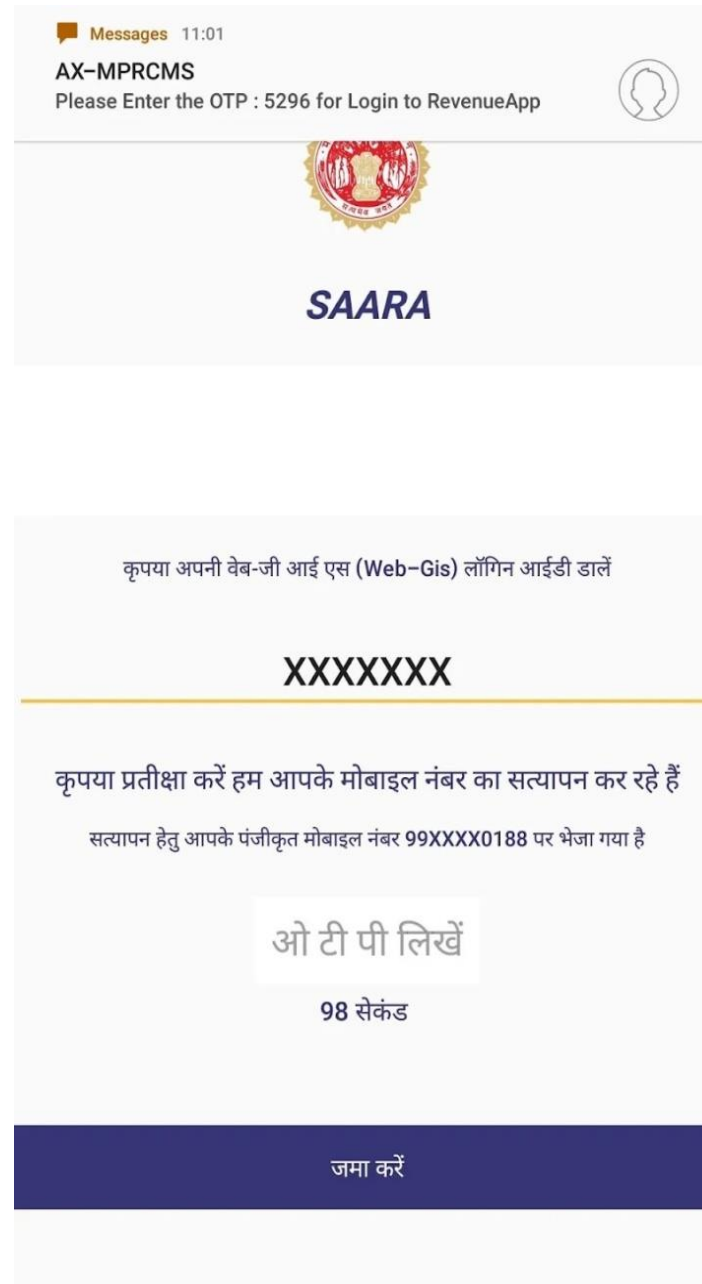 Messages 11:01
AX-MPRCMS
Please Enter the OTP : 5296 for Login to RevenueApp
SAARA
कृपया अपनी वेब-जी आई एस (Web-Gis) लॉगिन आईडी डालें
XXXXXXX
कृपया प्रतीक्षा करें हम आपके मोबाइल नंबर का सत्यापन कर रहे हैं
सत्यापन हेतु आपके पंजीकृत मोबाइल नंबर 99XXXX0188 पर भेजा गया है
ओ टी पी लिखें
98 सेकंड
जमा करें